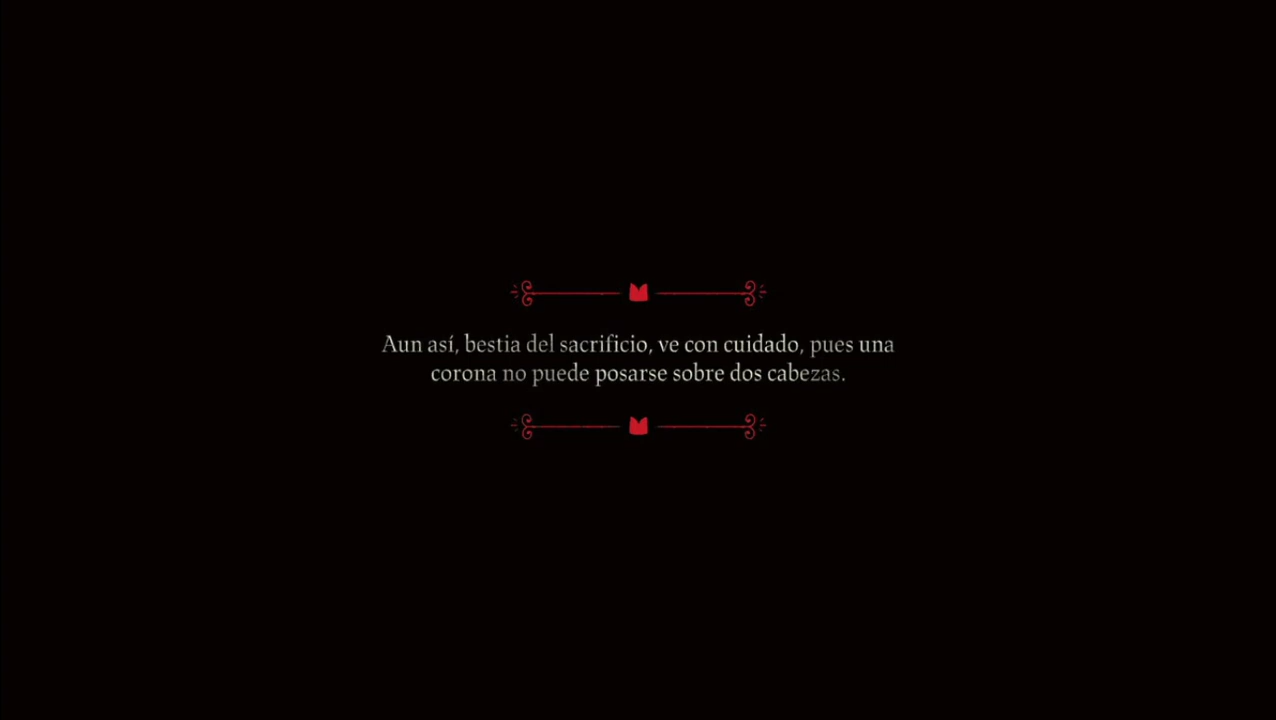 Aun así, bestia del sacrificio, ve con cuidado, pues una
corona no puede posarse sobre dos cabezas.